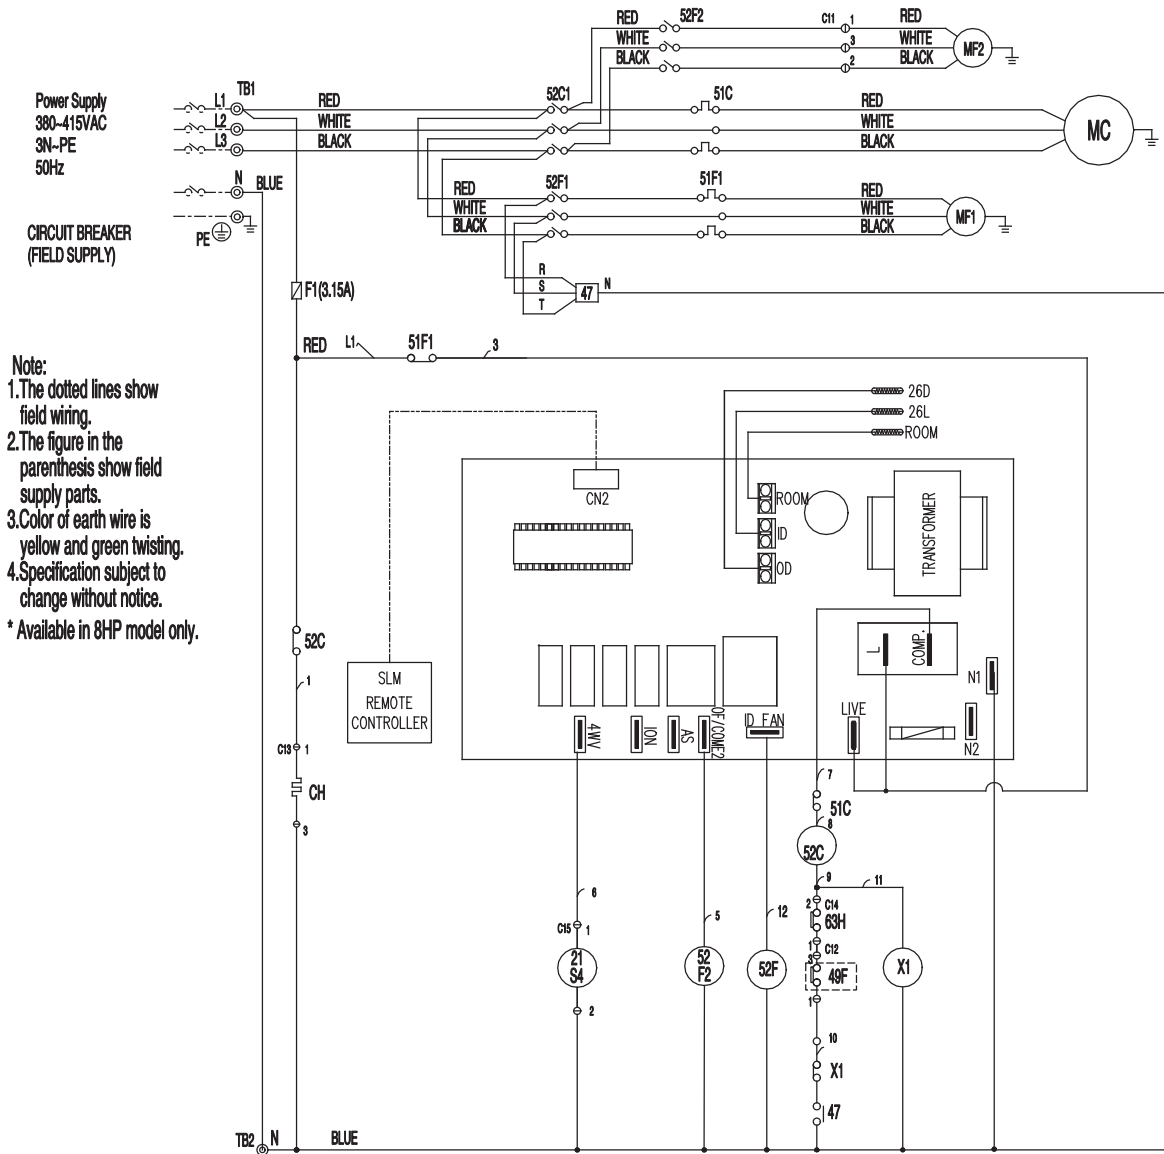 RED
52F2
C11
1
RED
WHITE
3
WHITE
MF2
BLACK
2
BLACK
Power Supply
380~415VAC
3N~PE
50Hz
TB1
L1
RED
52C1
51C
RED
L2
WHITE
WHITE
MC
L3
BLACK
BLACK
N
BLUE
RED
52F1
51F1
RED
WHITE
WHITE
MF1
BLACK
BLACK
PE
CIRCUIT BREAKER
(FIELD SUPPLY)
R
S
T
47
N
F1(3.15A)
RED
L1
51F1
3
Note:
1.The dotted lines show
field wiring.
2.The figure in the
parenthesis show field
supply parts.
3.Color of earth wire is
yellow and green twisting.
4.Specification subject to
change without notice.
* Available in 8HP model only.
26D
26L
ROOM
CN2
ROOM
ID
OD
TRANSFORMER
52C
1
C13
1
CH
3
SLM
REMOTE
CONTROLLER
L
COMP.
N1
LIVE
N2
4WV
ION
AS
OF/COME2
ID FAN
7
51C
8
52C
9
11
2
C14
63H
1
C12
3
49F
1
10
X1
47
X1
6
C15
1
21
S4
2
5
52
F2
12
52F
TB2
N
BLUE